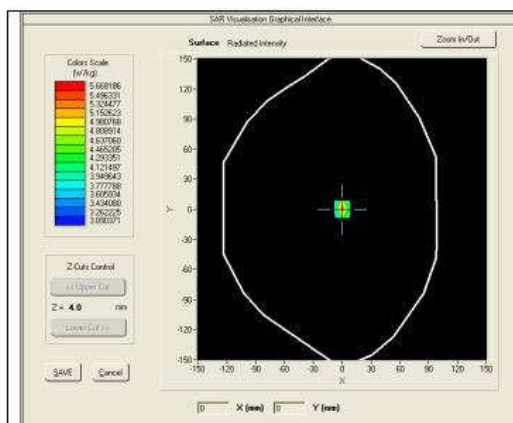 SAR Visualisation Graphical Interface
Surface Radiated Intensity
Zoom In/Out
Colors Scale
(W/kg)
5.668186
5.496331
5.324477
5.152623
4.980768
4.808914
4.637060
4.465205
4.293351
4.121497
3.949643
3.777788
3.605934
3.434080
3.262225
3.090371
Z-Cuts Control
<< Upper Cut
Z = 4.0 mm
Lower Cut >>
SAVE
Cancel
150
120
90
60
30
0
-30
-60
-90
-120
-150
Y
-150 -120 -90 -60 -30 0 30 60 90 120 150
X
0 X (mm) 0 Y (mm)